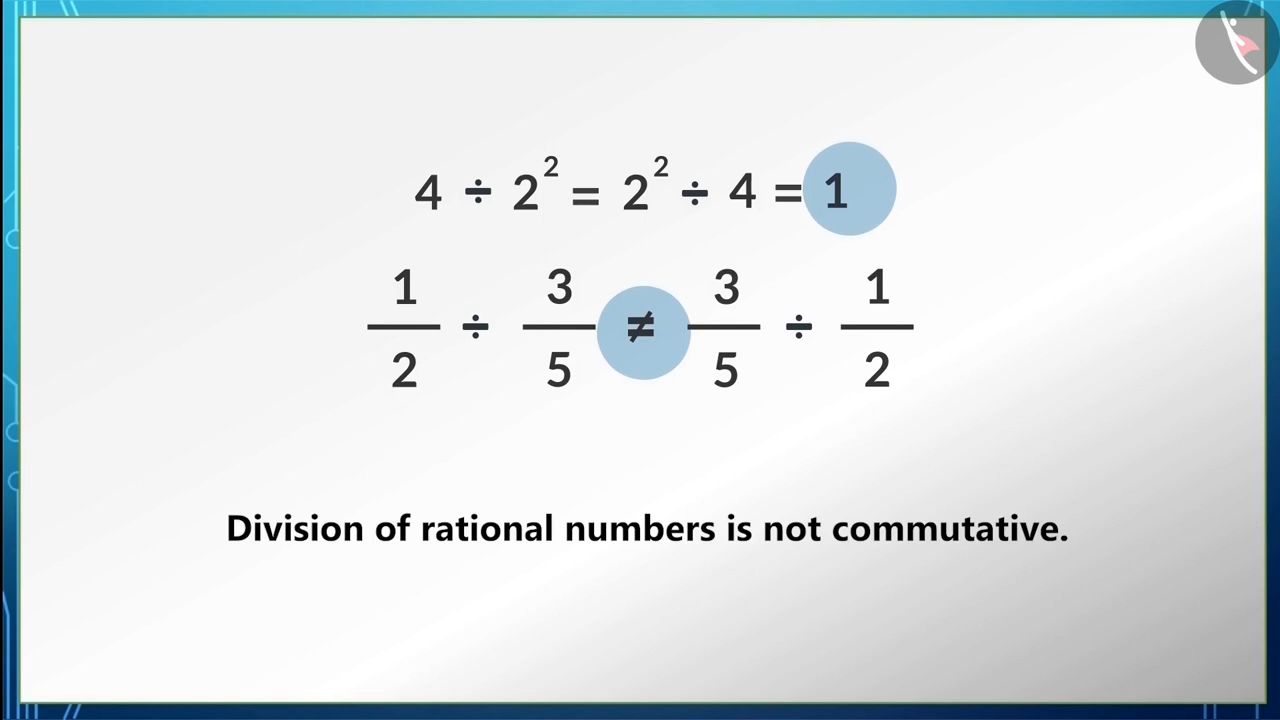 4 ÷ 2² = 2² ÷ 4 = 1
1/2 ÷ 3/5 ≠ 3/5 ÷ 1/2
Division of rational numbers is not commutative.